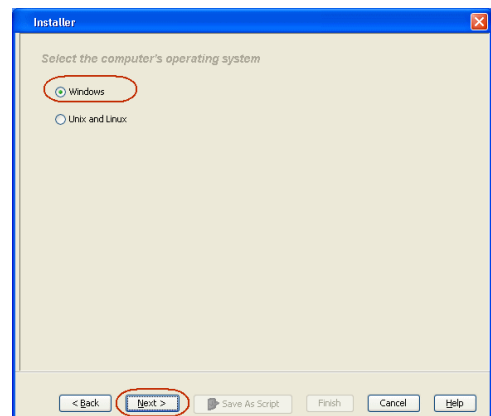 Installer
Select the computer's operating system
Windows
Unix and Linux
< Back Next > Save As Script Finish Cancel Help